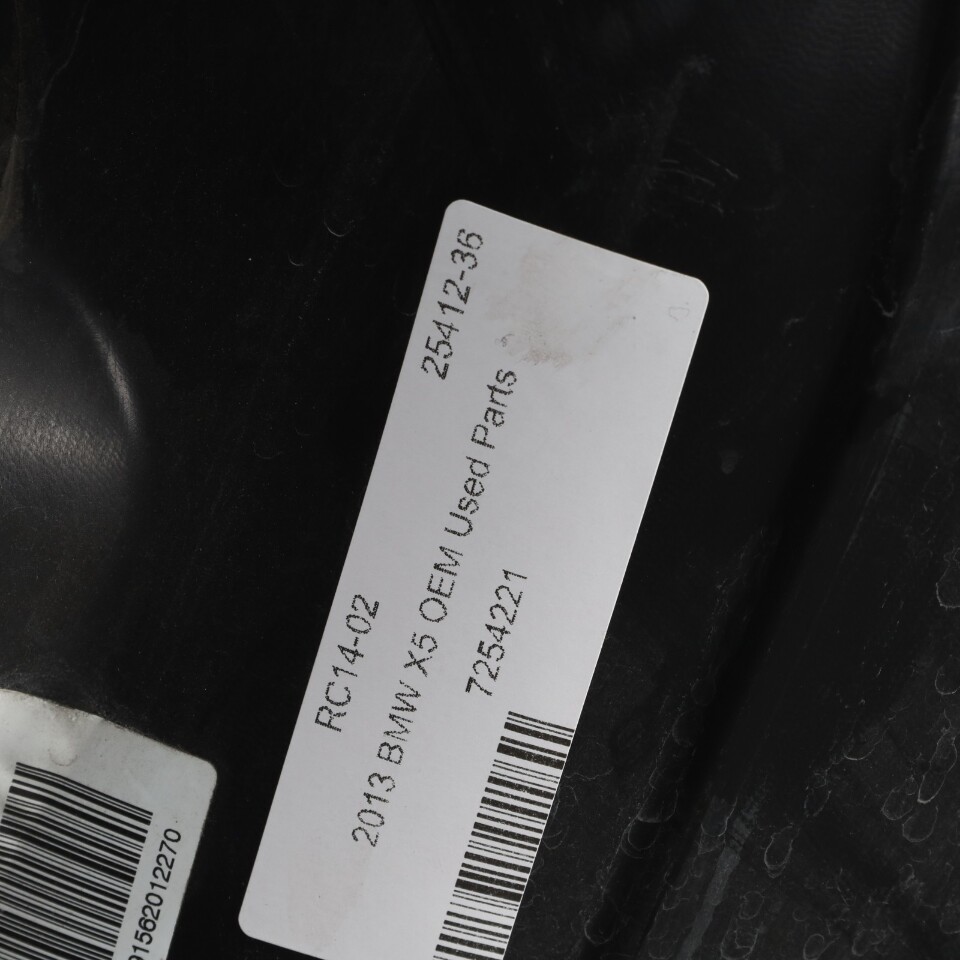 RC14-02 25412-36
2013 BMW X5 OEM Used Parts
7254221
01562012270